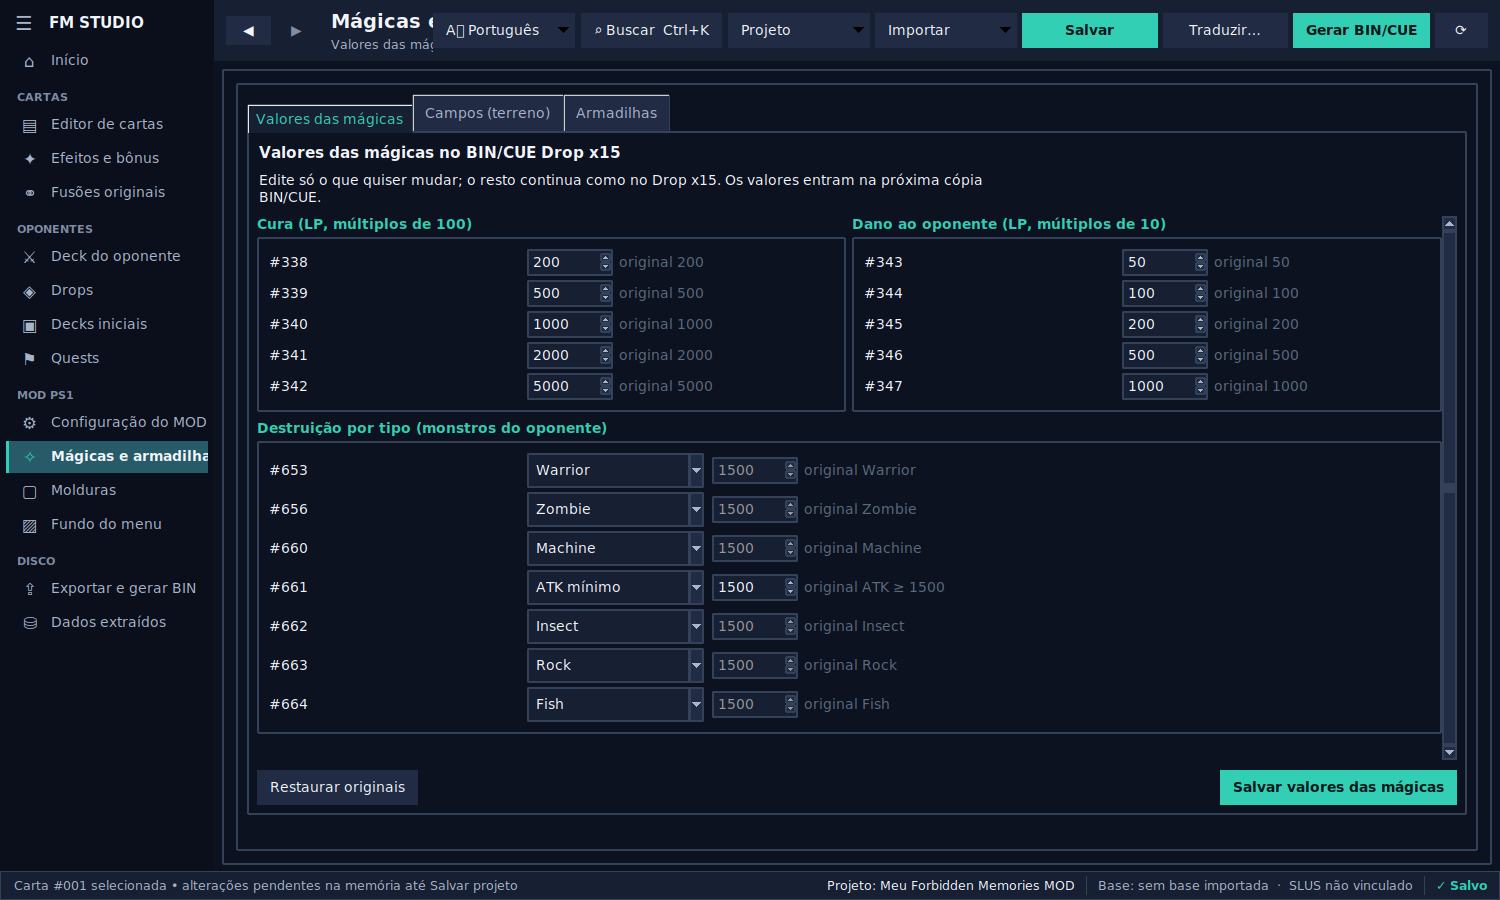 ☰ FM STUDIO
⌂ Início
CARTAS
▤ Editor de cartas
✦ Efeitos e bônus
⚭ Fusões originais
OPONENTES
⚔ Deck do oponente
◈ Drops
▣ Decks iniciais
⚑ Quests
MOD PS1
⚙ Configuração do MOD
✧ Mágicas e armadilha
▢ Molduras
▨ Fundo do menu
DISCO
⇪ Exportar e gerar BIN
⛁ Dados extraídos
◀ ▶ Mágicas e
Valores das mág
A Português
⌕ Buscar Ctrl+K
Projeto
Importar
Salvar
Traduzir...
Gerar BIN/CUE
⟳
Valores das mágicas
Campos (terreno)
Armadilhas
Valores das mágicas no BIN/CUE Drop x15
Edite só o que quiser mudar; o resto continua como no Drop x15. Os valores entram na próxima cópia
BIN/CUE.
Cura (LP, múltiplos de 100)
#338 200 original 200
#339 500 original 500
#340 1000 original 1000
#341 2000 original 2000
#342 5000 original 5000
Dano ao oponente (LP, múltiplos de 10)
#343 50 original 50
#344 100 original 100
#345 200 original 200
#346 500 original 500
#347 1000 original 1000
Destruição por tipo (monstros do oponente)
#653 Warrior 1500 original Warrior
#656 Zombie 1500 original Zombie
#660 Machine 1500 original Machine
#661 ATK mínimo 1500 original ATK ≥ 1500
#662 Insect 1500 original Insect
#663 Rock 1500 original Rock
#664 Fish 1500 original Fish
Restaurar originais
Salvar valores das mágicas
Carta #001 selecionada • alterações pendentes na memória até Salvar projeto
Projeto: Meu Forbidden Memories MOD
Base: sem base importada · SLUS não vinculado
✓ Salvo